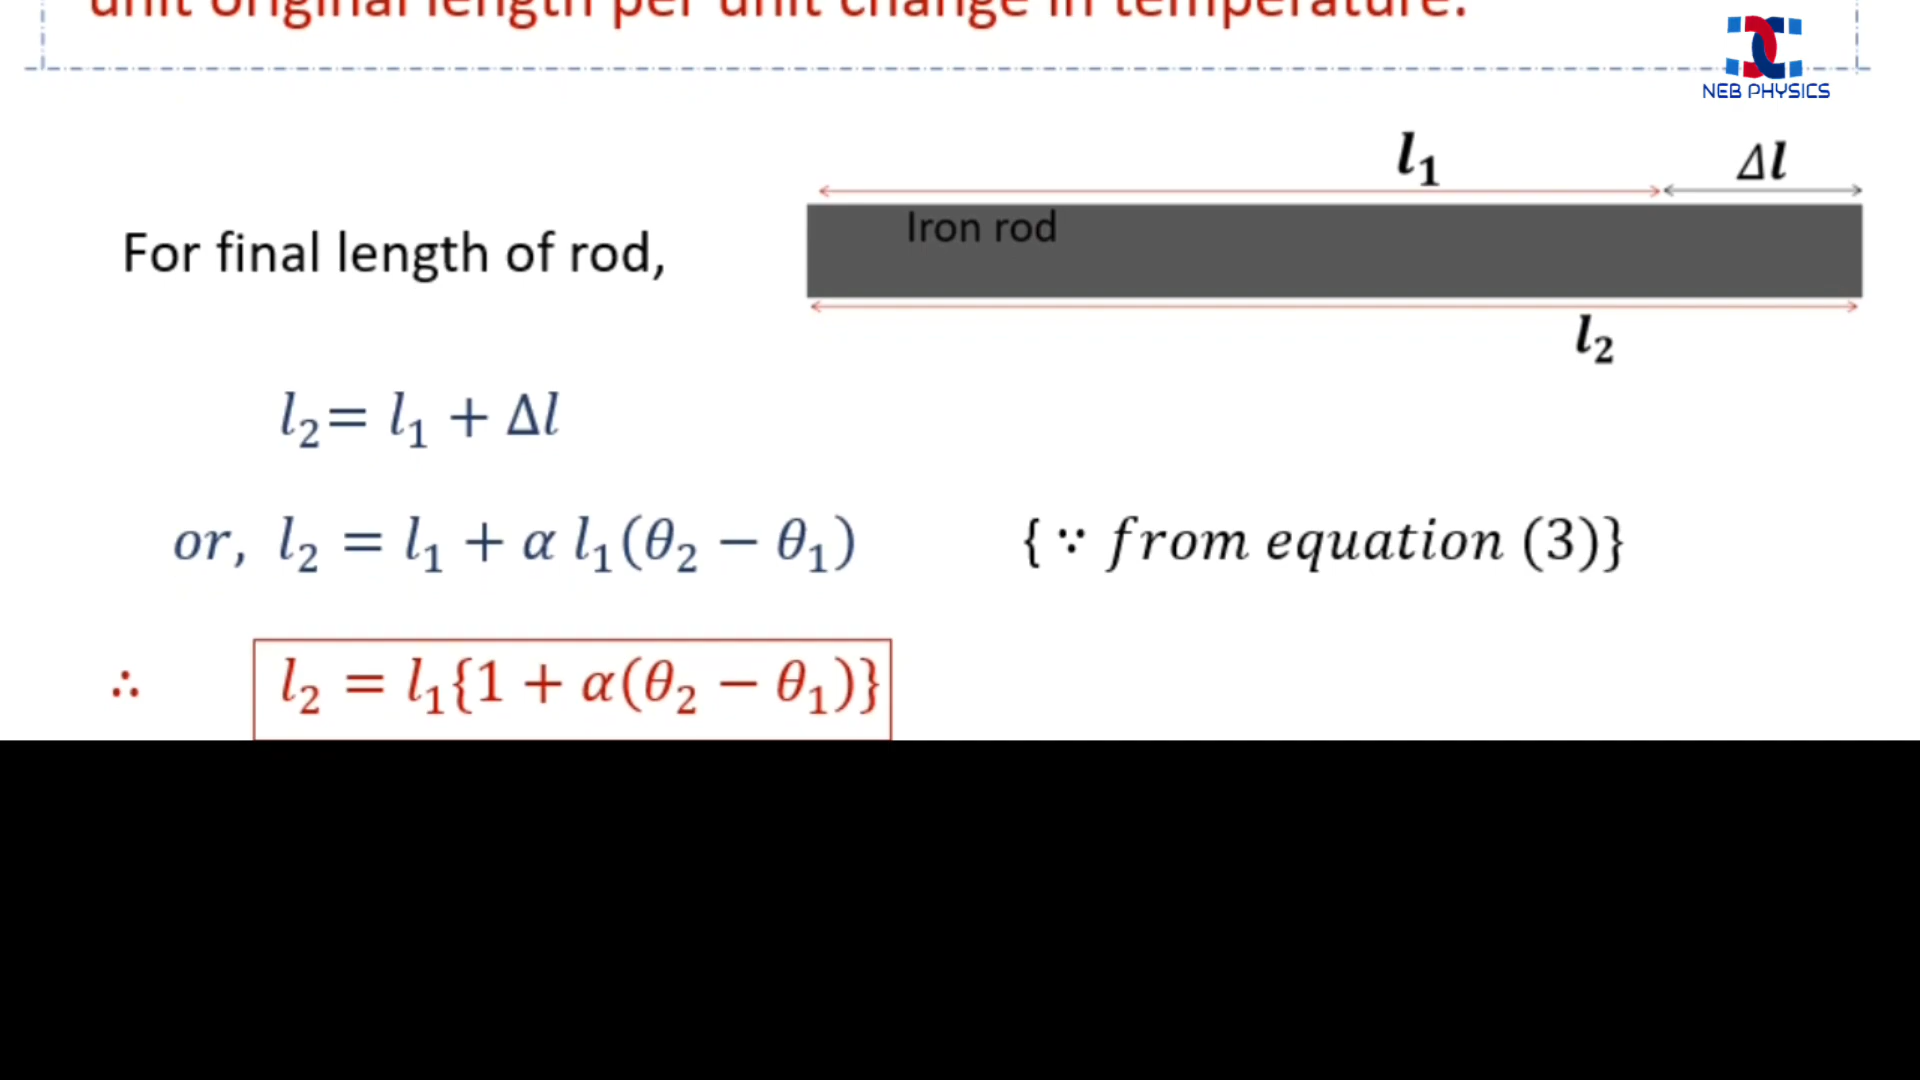 unit original length per unit change in temperature.
NEB PHYSICS
l₁ Δl
Iron rod
For final length of rod,
l₂
l₂= l₁ + Δl
or, l₂ = l₁ + α l₁(θ₂ − θ₁) {∵ from equation (3)}
∴ l₂ = l₁{1 + α(θ₂ − θ₁)}